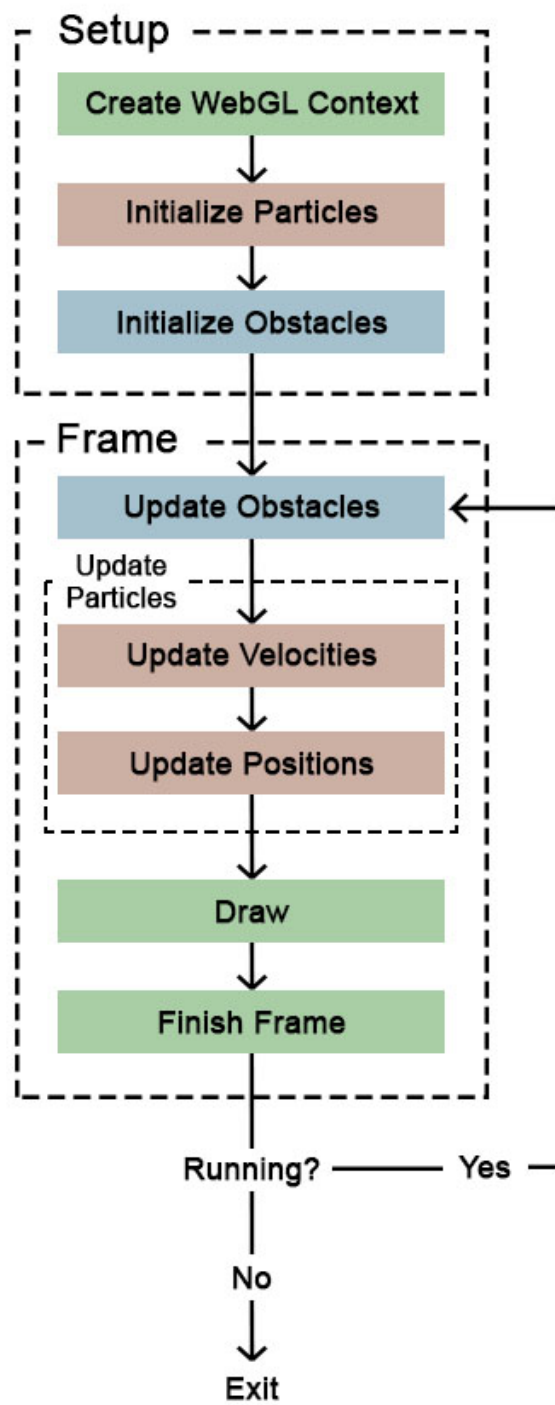 Setup
Create WebGL Context
Initialize Particles
Initialize Obstacles
Frame
Update Obstacles
Update
Particles
Update Velocities
Update Positions
Draw
Finish Frame
Running?
Yes
No
Exit